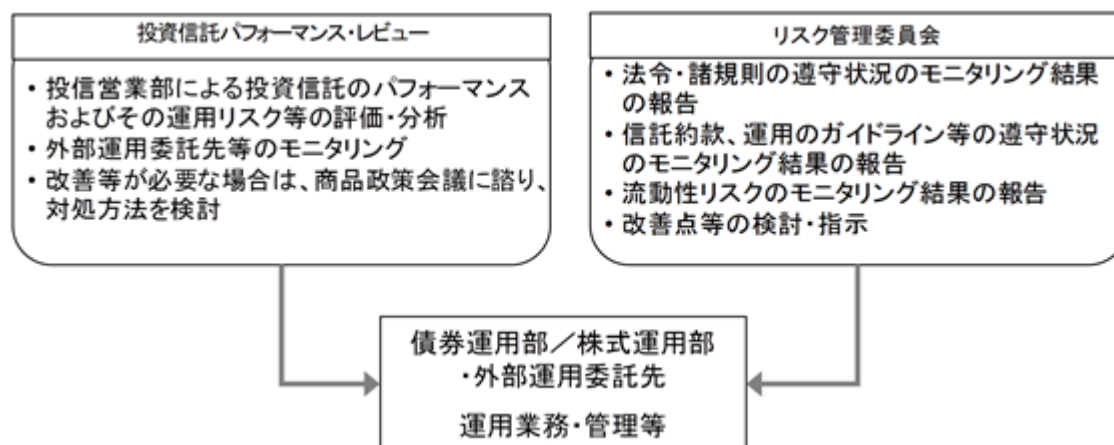 投資信託パフォーマンス・レビュー
・投信営業部による投資信託のパフォーマンス
およびその運用リスク等の評価・分析
・外部運用委託先等のモニタリング
・改善等が必要な場合は、商品政策会議に諮り、
対処方法を検討
リスク管理委員会
・法令・諸規則の遵守状況のモニタリング結果
の報告
・信託約款、運用のガイドライン等の遵守状況
のモニタリング結果の報告
・流動性リスクのモニタリング結果の報告
・改善点等の検討・指示
債券運用部／株式運用部
・外部運用委託先
運用業務・管理等